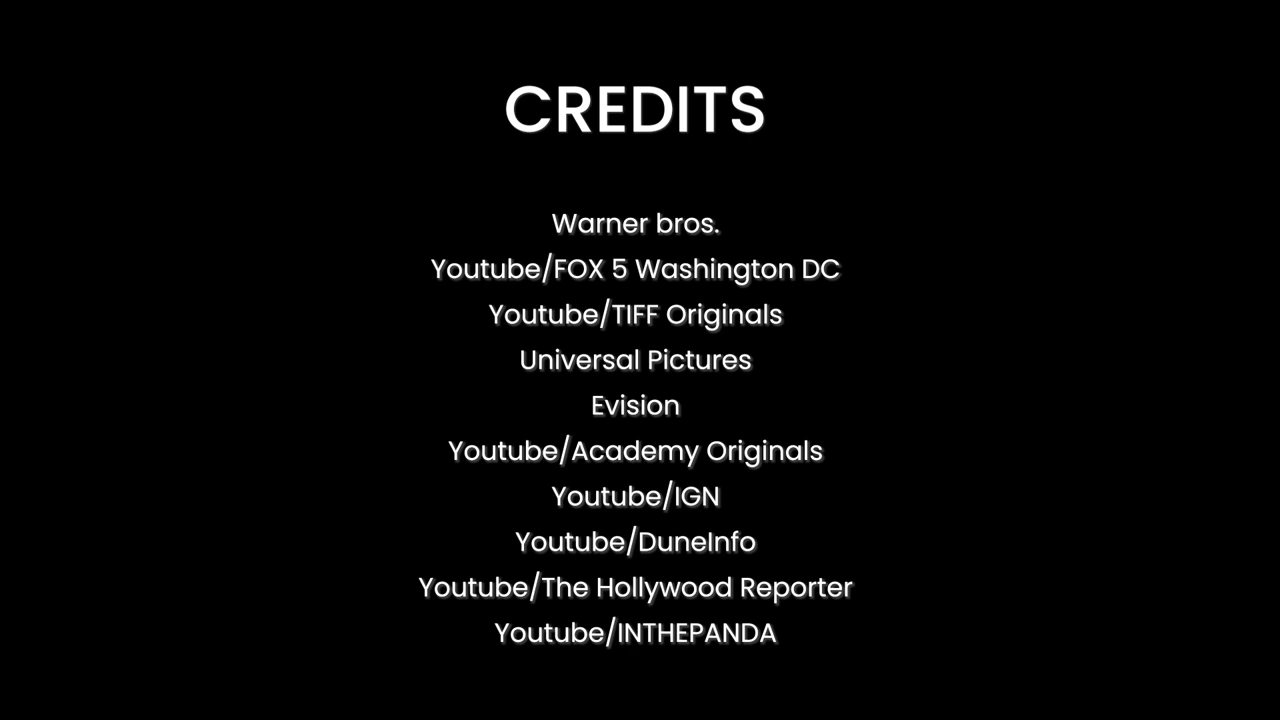 CREDITS
Warner bros.
Youtube/FOX 5 Washington DC
Youtube/TIFF Originals
Universal Pictures
Evision
Youtube/Academy Originals
Youtube/IGN
Youtube/DuneInfo
Youtube/The Hollywood Reporter
Youtube/INTHEPANDA